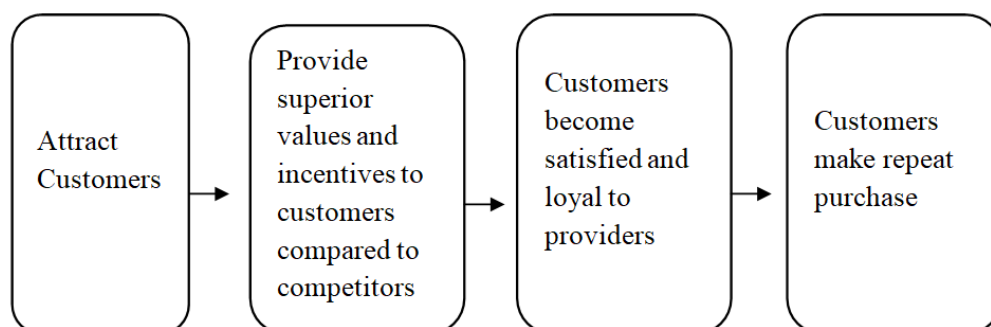 Attract
Customers
Provide
superior
values and
incentives to
customers
compared to
competitors
Customers
become
satisfied and
loyal to
providers
Customers
make repeat
purchase